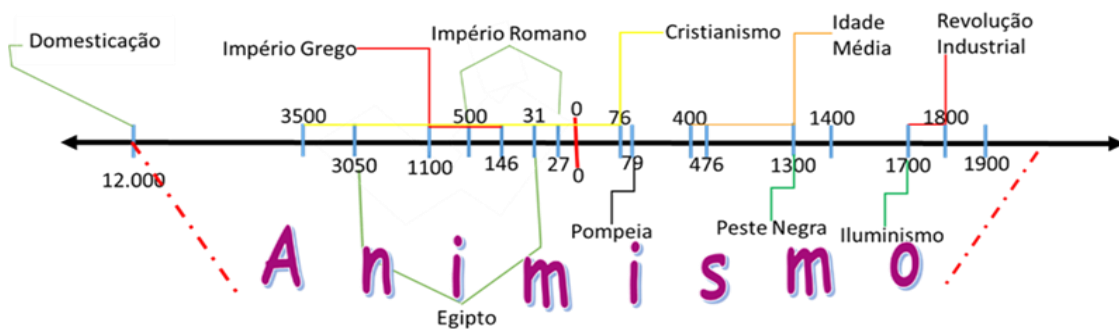 Domesticação
Império Grego
Império Romano
Cristianismo
Idade
Média
Revolução
Industrial
3500
500
31
0
76
400
1400
1800
12.000
3050
1100
146
27
0
79
476
1300
1700
1900
Pompeia
Peste Negra
Iluminismo
Animismo
Egipto